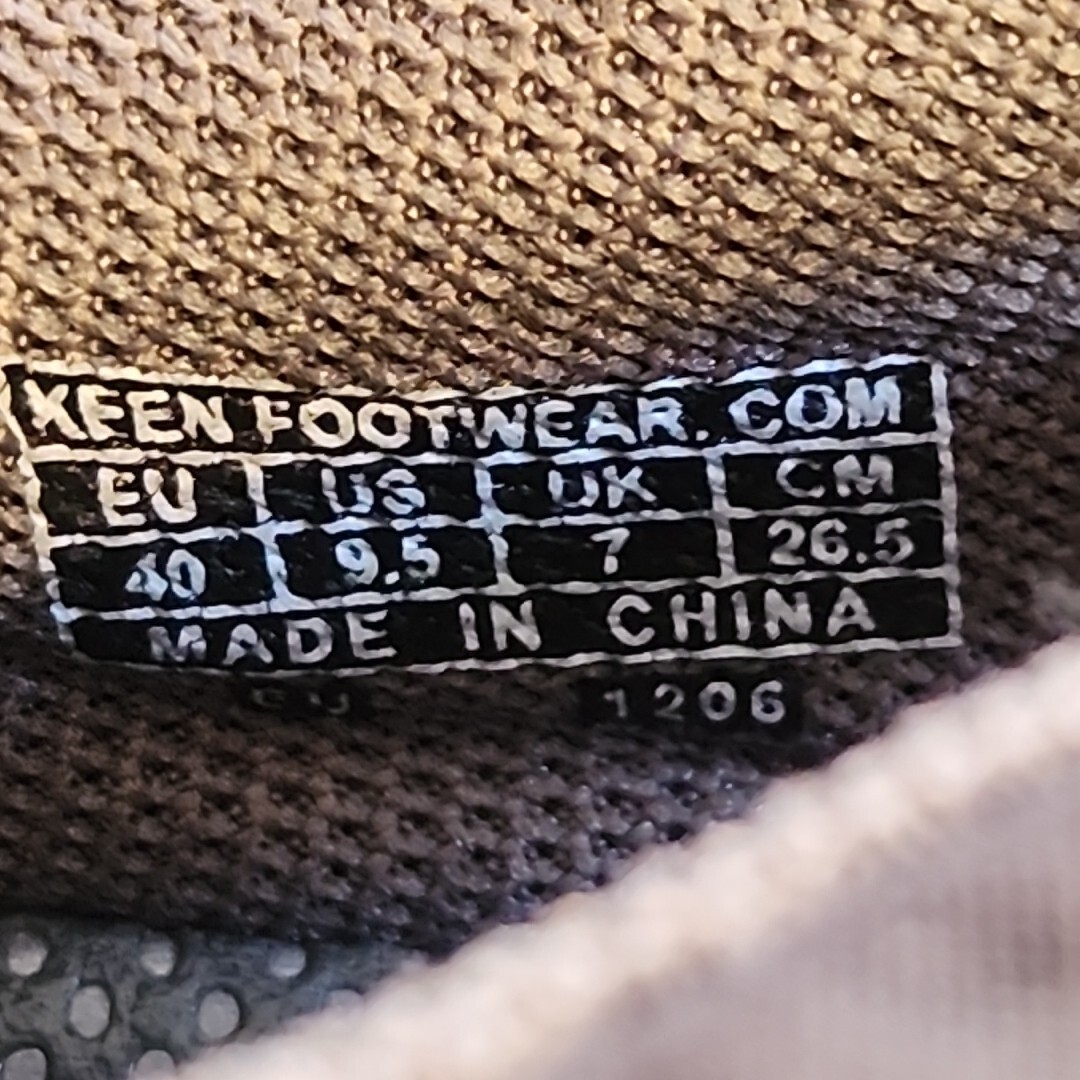 KEEN FOOTWEAR.COM
EU US UK CM
40 9.5 7 26.5
MADE IN CHINA
1206